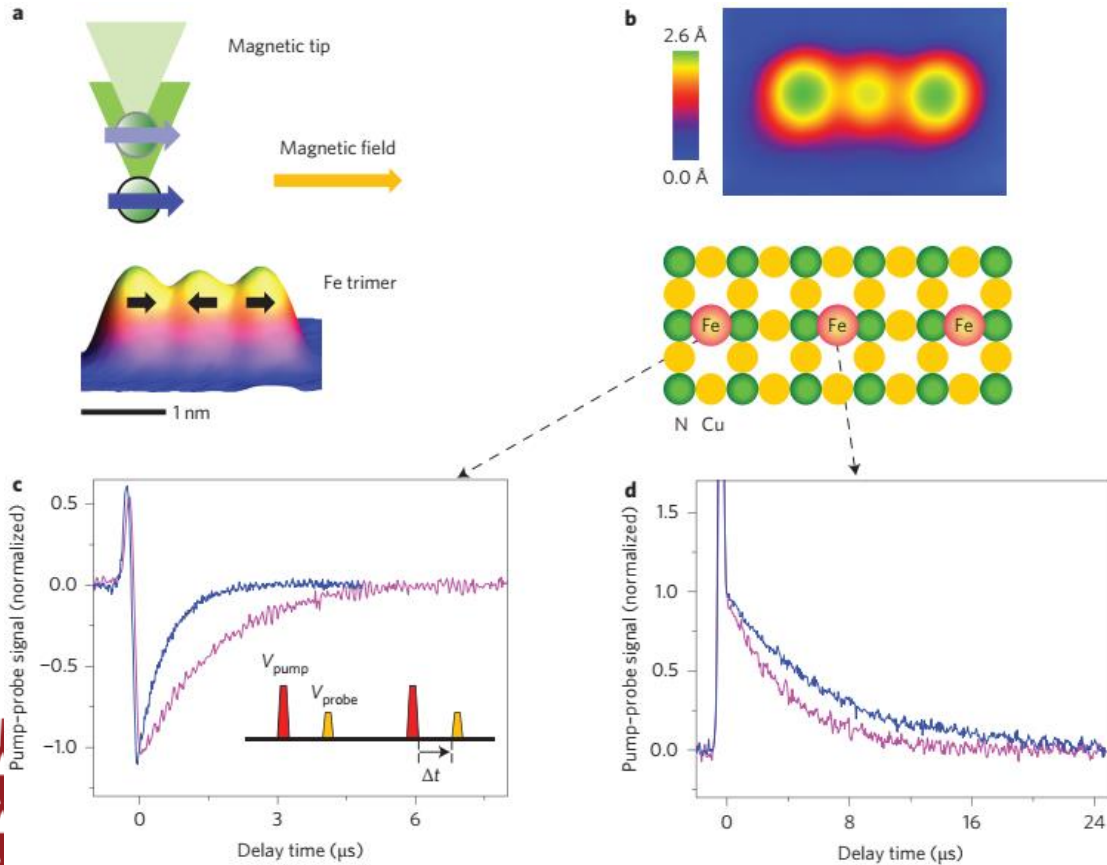 a
Magnetic tip
Magnetic field
Fe trimer
1 nm
b
2.6 Å
0.0 Å
Fe Fe Fe
N Cu
c
Pump–probe signal (normalized)
0.5
0.0
−0.5
−1.0
V pump
V probe
Δt
0 3 6
Delay time (μs)
d
Pump–probe signal (normalized)
1.5
1.0
0.5
0.0
0 8 16 24
Delay time (μs)